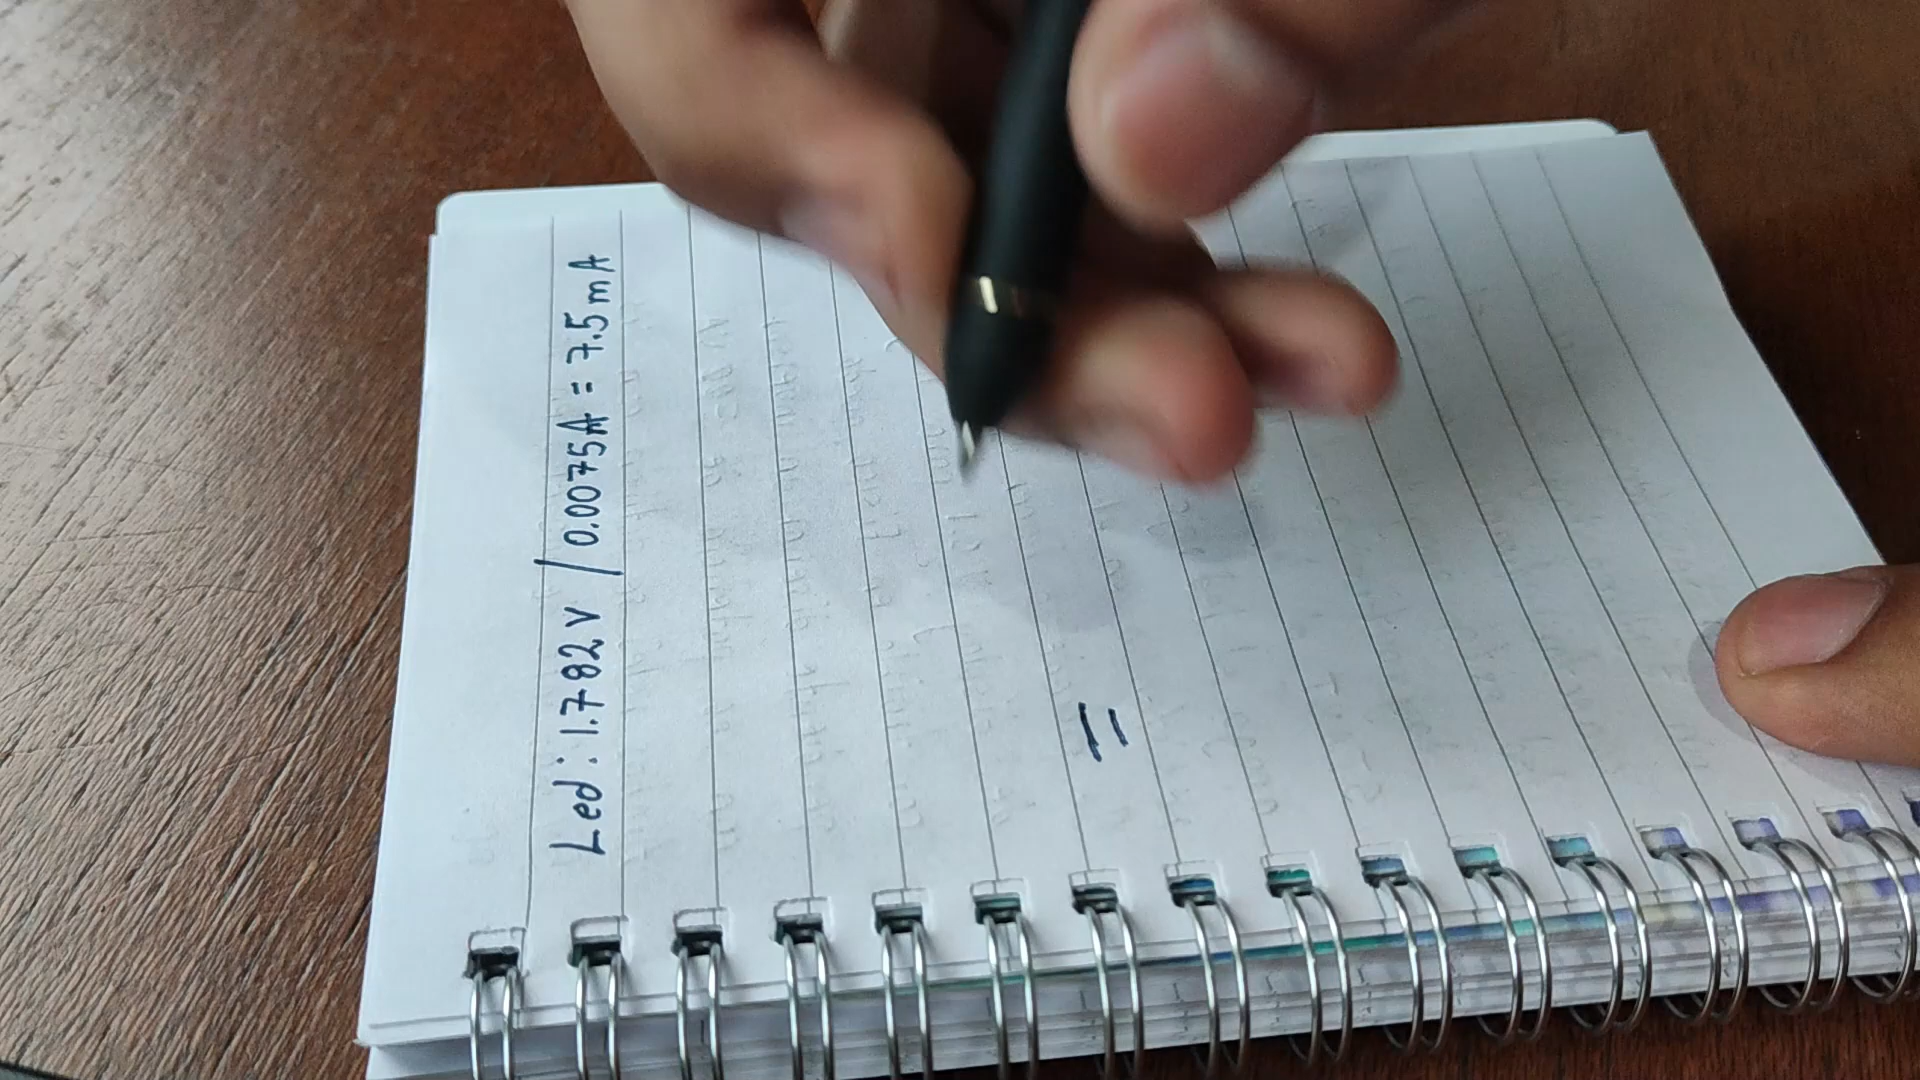 Led: 1.782 V / 0.0075A = 7.5 mA
=